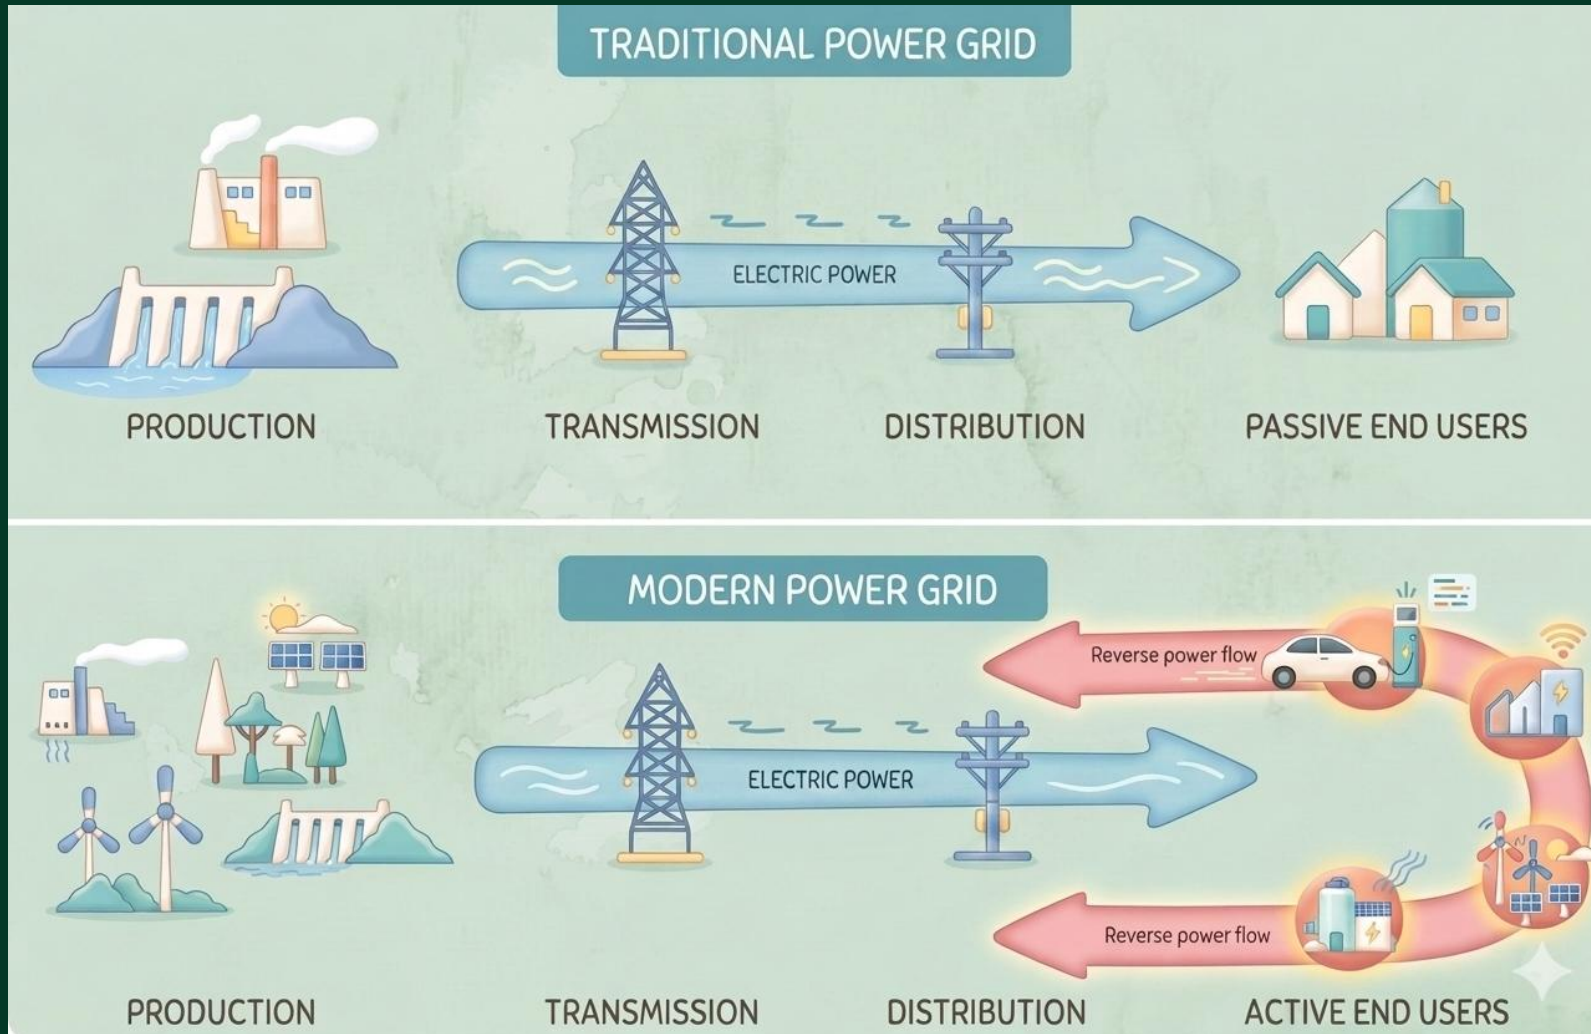 TRADITIONAL POWER GRID
ELECTRIC POWER
PRODUCTION
TRANSMISSION
DISTRIBUTION
PASSIVE END USERS
MODERN POWER GRID
Reverse power flow
ELECTRIC POWER
Reverse power flow
PRODUCTION
TRANSMISSION
DISTRIBUTION
ACTIVE END USERS